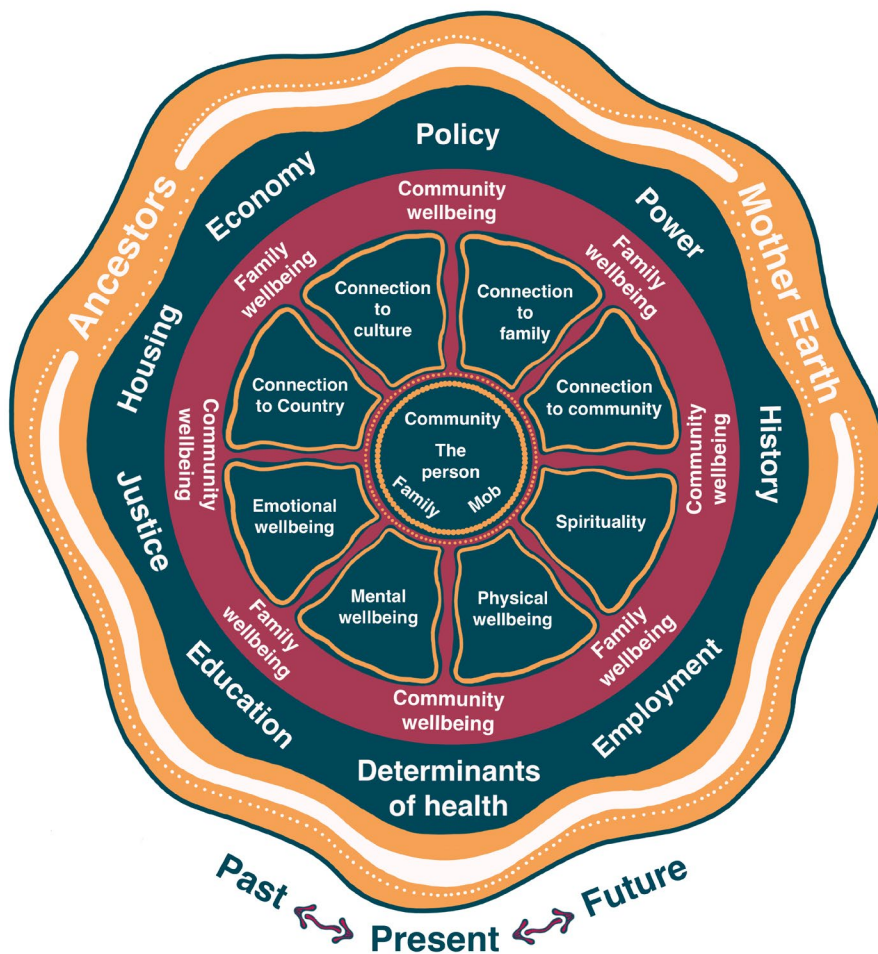 Ancestors
Mother Earth
Policy
Economy
Power
Housing
History
Justice
Education
Employment
Determinants
of health
Community
wellbeing
Family
wellbeing
Family
wellbeing
Community
wellbeing
Community
wellbeing
Family
wellbeing
Family
wellbeing
Community
wellbeing
Connection
to
culture
Connection
to
family
Connection
to Country
Connection
to community
Emotional
wellbeing
Spirituality
Mental
wellbeing
Physical
wellbeing
Community
The
person
Family
Mob
Past
Present
Future